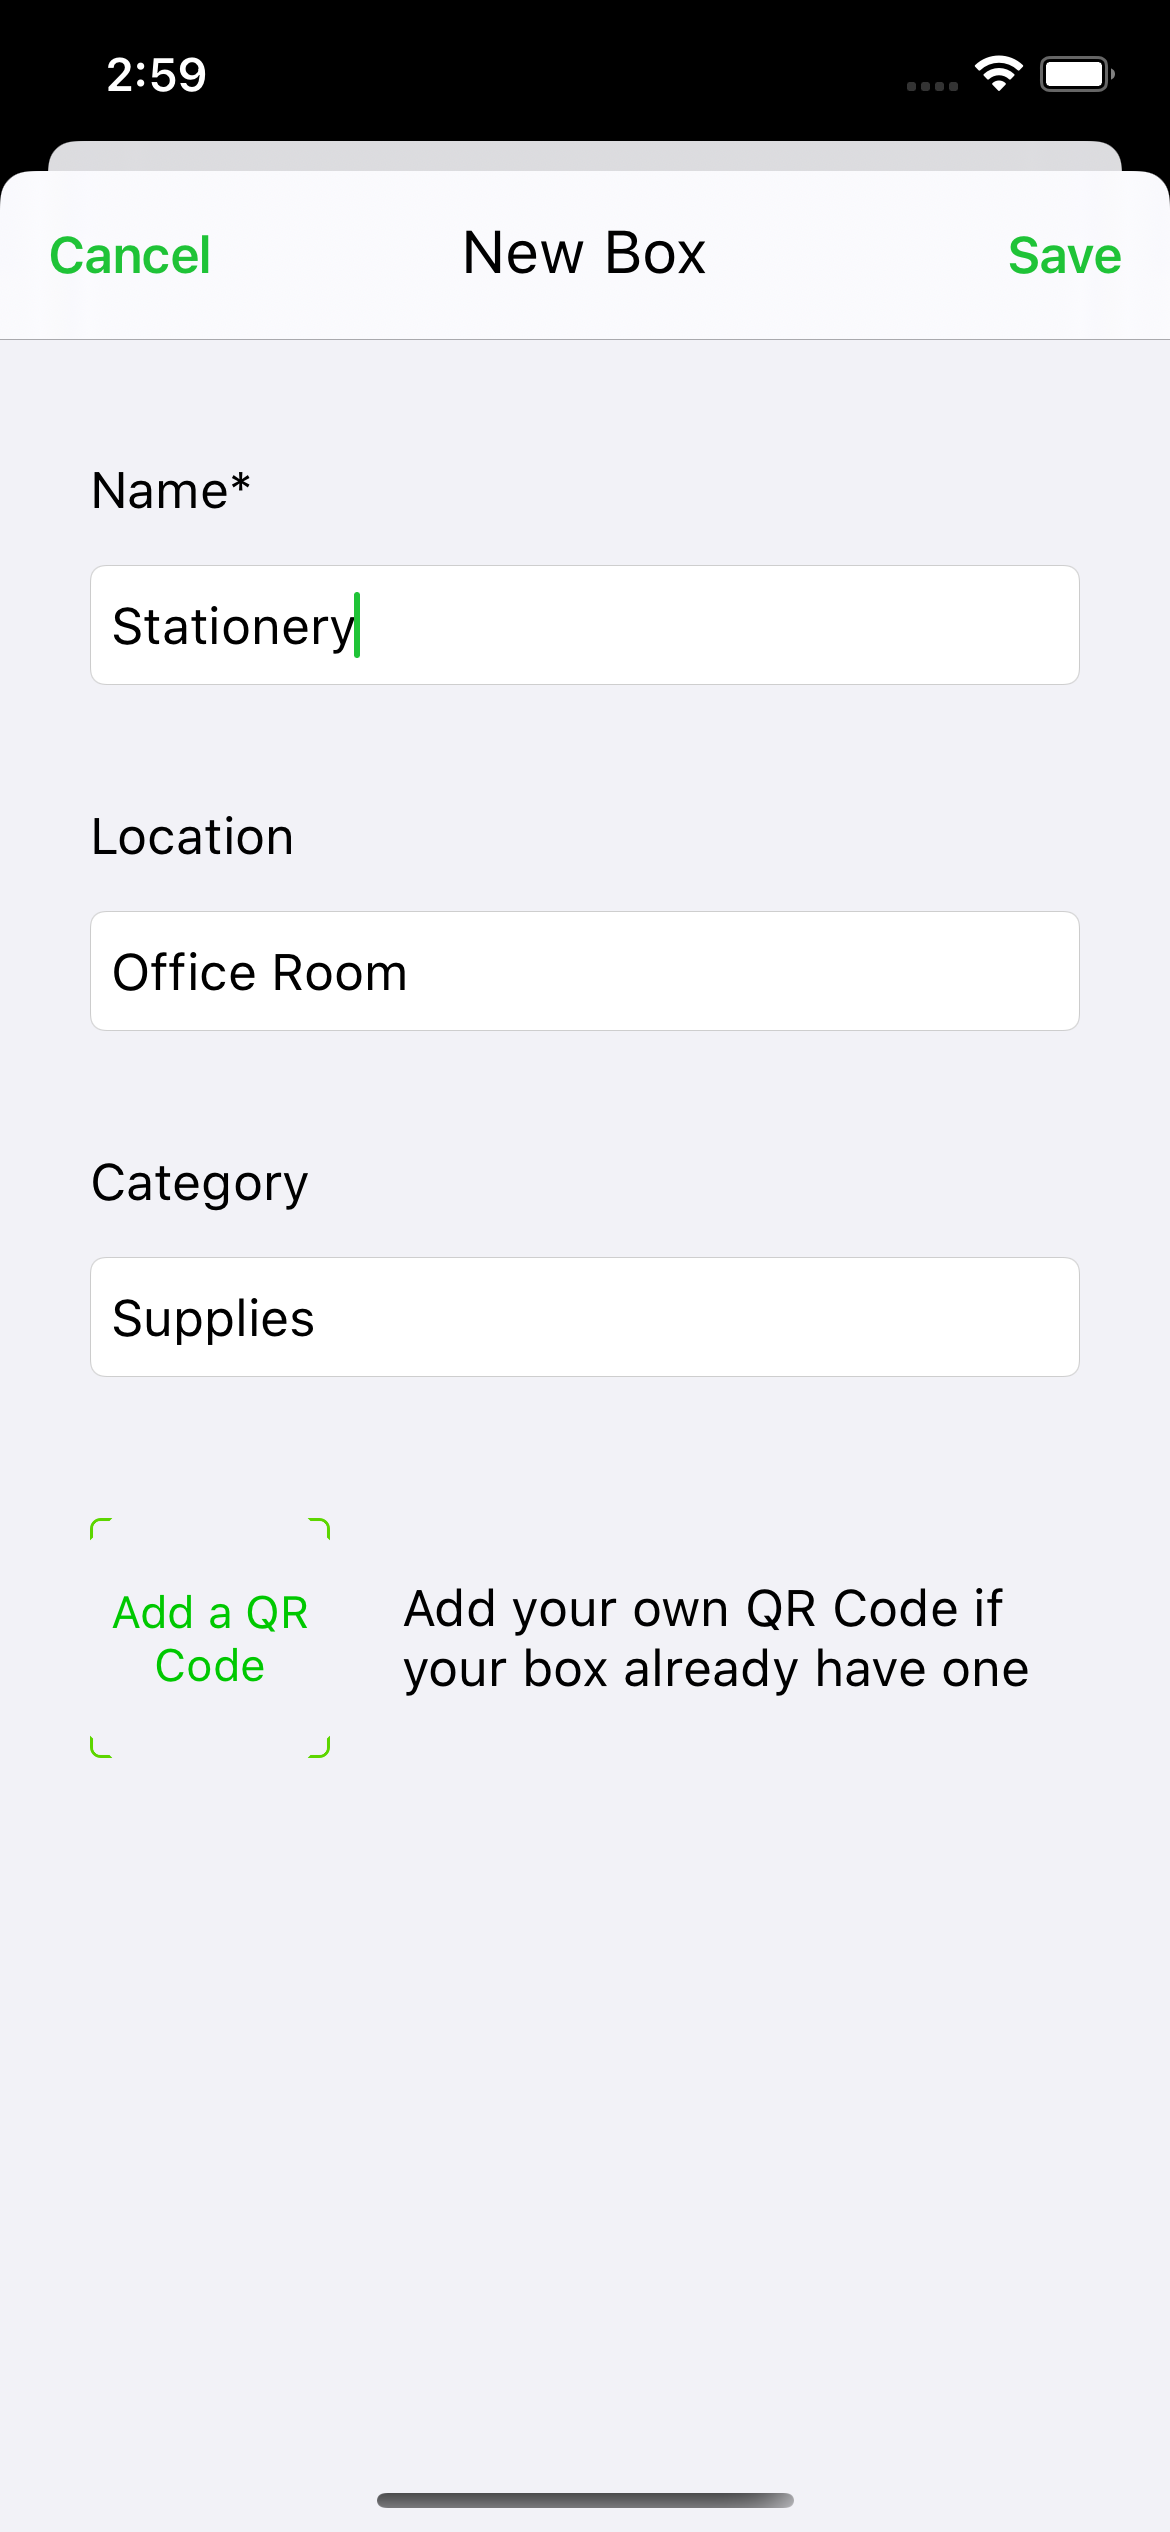 2:59
Cancel
New Box
Save
Name*
Stationery
Location
Office Room
Category
Supplies
Add a QR
Code
Add your own QR Code if
your box already have one